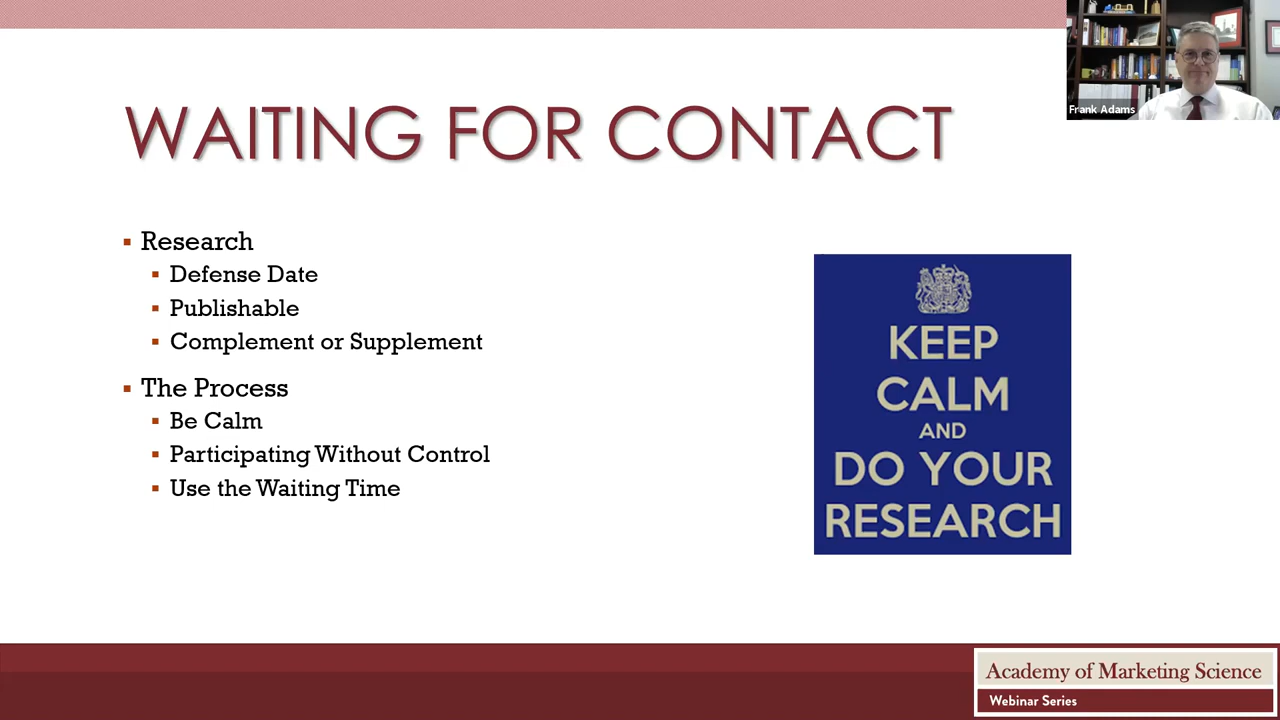 Frank Adams
WAITING FOR CONTACT
Research
Defense Date
Publishable
Complement or Supplement
The Process
Be Calm
Participating Without Control
Use the Waiting Time
KEEP
CALM
AND
DO YOUR
RESEARCH
Academy of Marketing Science
Webinar Series